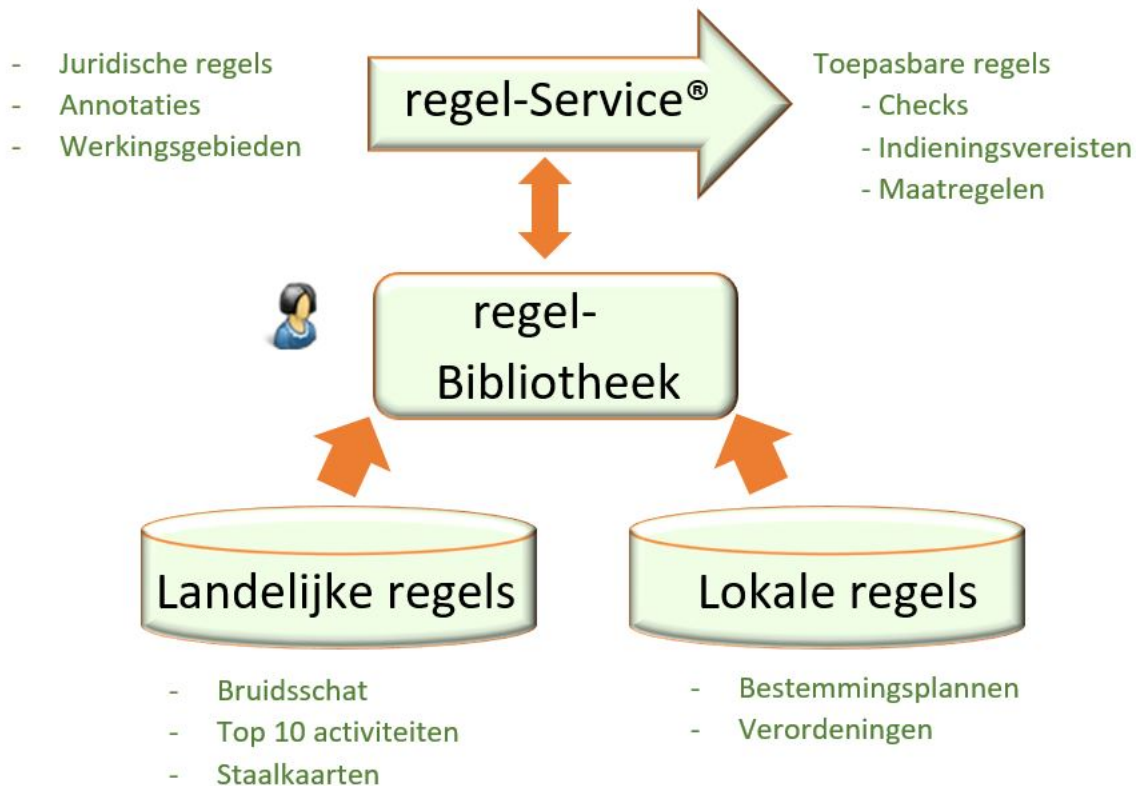 - Juridische regels
- Annotaties
- Werkingsgebieden
regel-Service®
Toepasbare regels
- Checks
- Indieningsvereisten
- Maatregelen
regel-
Bibliotheek
Landelijke regels
Lokale regels
- Bruidsschat
- Top 10 activiteiten
- Staalkaarten
- Bestemmingsplannen
- Verordeningen